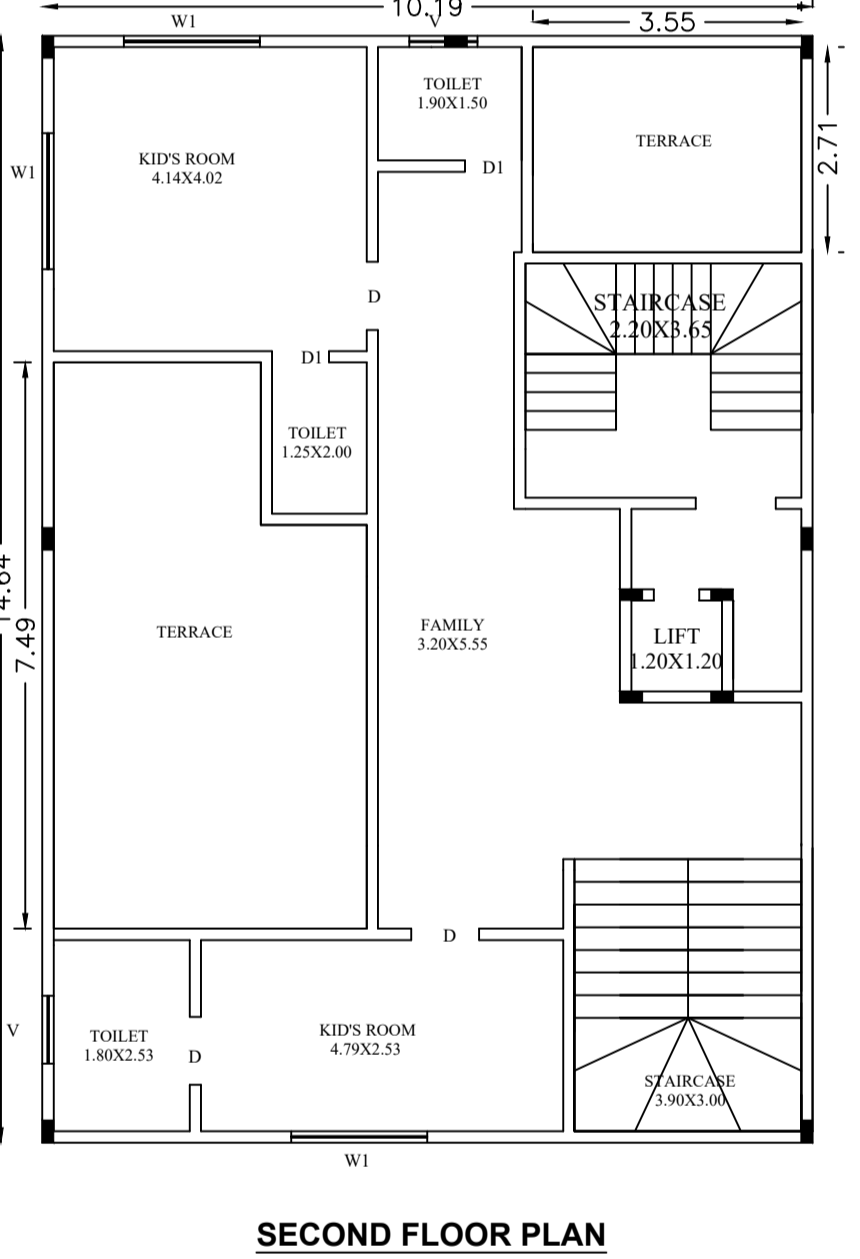 10.19
W1
V
3.55
TOILET
1.90X1.50
KID'S ROOM
4.14X4.02
TERRACE
2.71
W1
D1
D
STAIRCASE
2.20X3.65
D1
TOILET
1.25X2.00
14.64
7.49
TERRACE
FAMILY
3.20X5.55
LIFT
1.20X1.20
D
V
TOILET
1.80X2.53
D
KID'S ROOM
4.79X2.53
STAIRCASE
3.90X3.00
W1
SECOND FLOOR PLAN